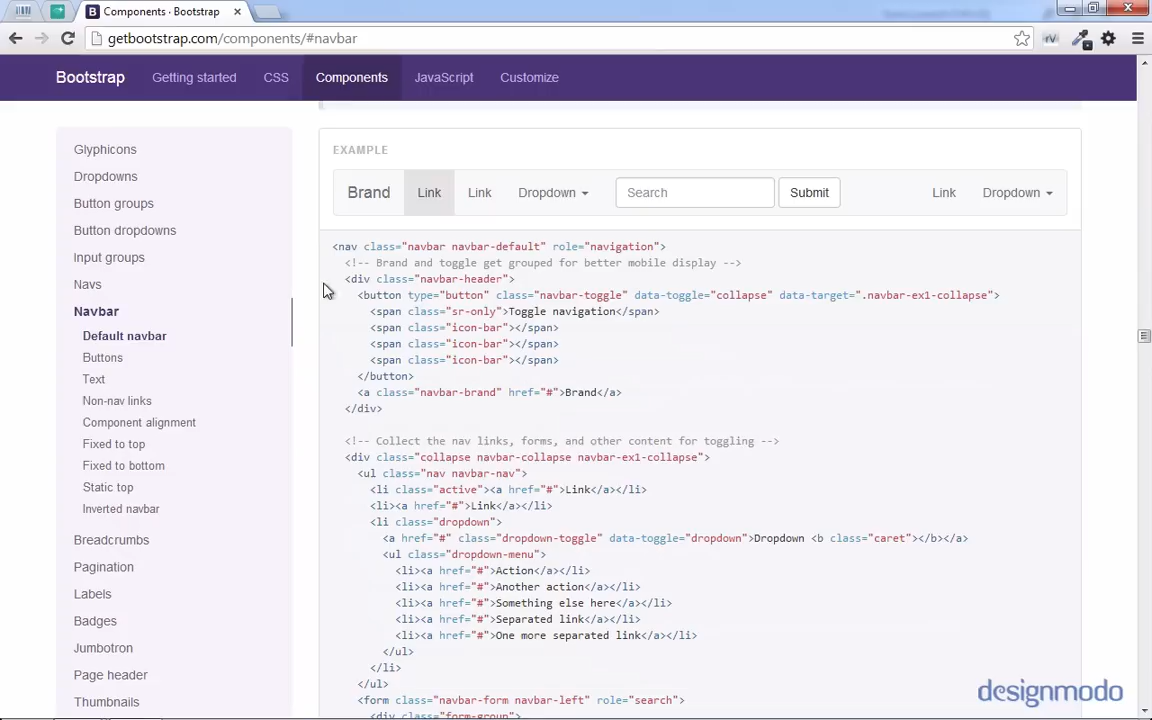 Components · Bootstrap
getbootstrap.com/components/#navbar
Bootstrap Getting started CSS Components JavaScript Customize
Glyphicons
Dropdowns
Button groups
Button dropdowns
Input groups
Navs
Navbar
Default navbar
Buttons
Text
Non-nav links
Component alignment
Fixed to top
Fixed to bottom
Static top
Inverted navbar
Breadcrumbs
Pagination
Labels
Badges
Jumbotron
Page header
Thumbnails
EXAMPLE
Brand Link Link Dropdown Search Submit Link Dropdown
<nav class="navbar navbar-default" role="navigation">
<!-- Brand and toggle get grouped for better mobile display -->
<div class="navbar-header">
<button type="button" class="navbar-toggle" data-toggle="collapse" data-target=".navbar-ex1-collapse">
<span class="sr-only">Toggle navigation</span>
<span class="icon-bar"></span>
<span class="icon-bar"></span>
<span class="icon-bar"></span>
</button>
<a class="navbar-brand" href="#">Brand</a>
</div>
<!-- Collect the nav links, forms, and other content for toggling -->
<div class="collapse navbar-collapse navbar-ex1-collapse">
<ul class="nav navbar-nav">
<li class="active"><a href="#">Link</a></li>
<li><a href="#">Link</a></li>
<li class="dropdown">
<a href="#" class="dropdown-toggle" data-toggle="dropdown">Dropdown <b class="caret"></b></a>
<ul class="dropdown-menu">
<li><a href="#">Action</a></li>
<li><a href="#">Another action</a></li>
<li><a href="#">Something else here</a></li>
<li><a href="#">Separated link</a></li>
<li><a href="#">One more separated link</a></li>
</ul>
</li>
</ul>
<form class="navbar-form navbar-left" role="search">
<div class="form-group">
designmodo